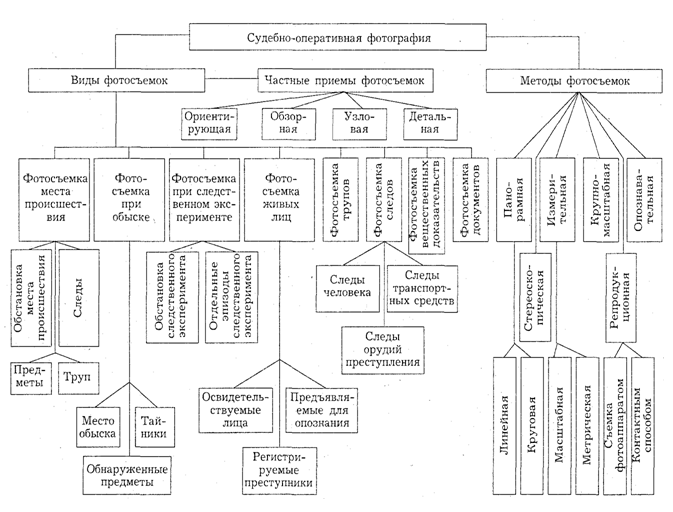 Судебно-оперативная фотография
Виды фотосъемок
Частные приемы фотосъемок
Методы фотосъемок
Ориенти-
рующая
Обзор-
ная
Узло-
вая
Деталь-
ная
Фотосъемка
места
происшест-
вия
Фото-
съемка
при
обыске
Фотосъемка
при следст-
венном экс-
перименте
Фото-
съемка
живых
лиц
Фотосъемка
трупов
Фотосъемка
следов
Фотосъемка
вещественных
доказательств
Фотосъемка
документов
Пано-
рамная
Измери-
тельная
Крупно-
масштабная
Опознава-
тельная
Обстановка
места
происшествия
Следы
Обстановка
следственного
эксперимента
Отдельные
эпизоды
следственного
эксперимента
Следы
человека
Следы
транспорт-
ных средств
Стереоско-
пическая
Репродук-
ционная
Следы
орудий
преступления
Пред-
меты
Труп
Место
обыска
Тай-
ники
Обнаруженные
предметы
Освидетель-
ствуемые
лица
Предъявля-
емые для
опознания
Регистри-
руемые
преступники
Линейная
Круговая
Масштабная
Метрическая
Съемка
фотоаппаратом
Контактным
способом